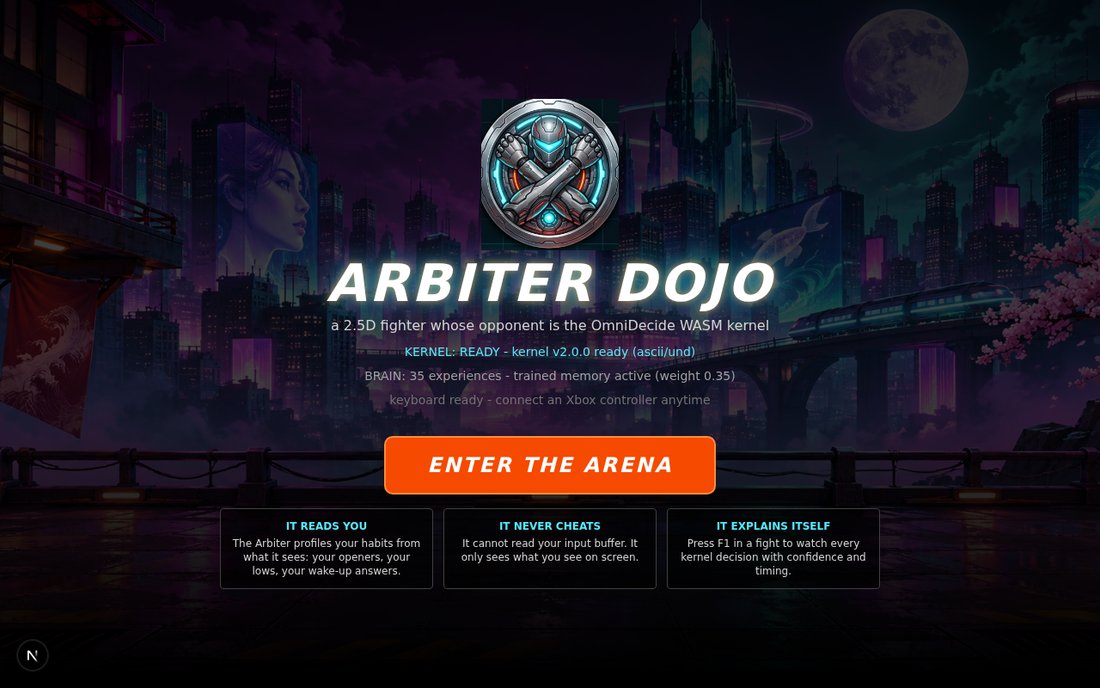 ARBITER DOJO
a 2.5D fighter whose opponent is the OmniDecide WASM kernel
KERNEL: READY - kernel v2.0.0 ready (ascii/und)
BRAIN: 35 experiences - trained memory active (weight 0.35)
keyboard ready - connect an Xbox controller anytime
ENTER THE ARENA
IT READS YOU
The Arbiter profiles your habits from
what it sees: your openers, your
lows, your wake-up answers.
IT NEVER CHEATS
It cannot read your input buffer. It
only sees what you see on screen.
IT EXPLAINS ITSELF
Press F1 in a fight to watch every
kernel decision with confidence and
timing.
N